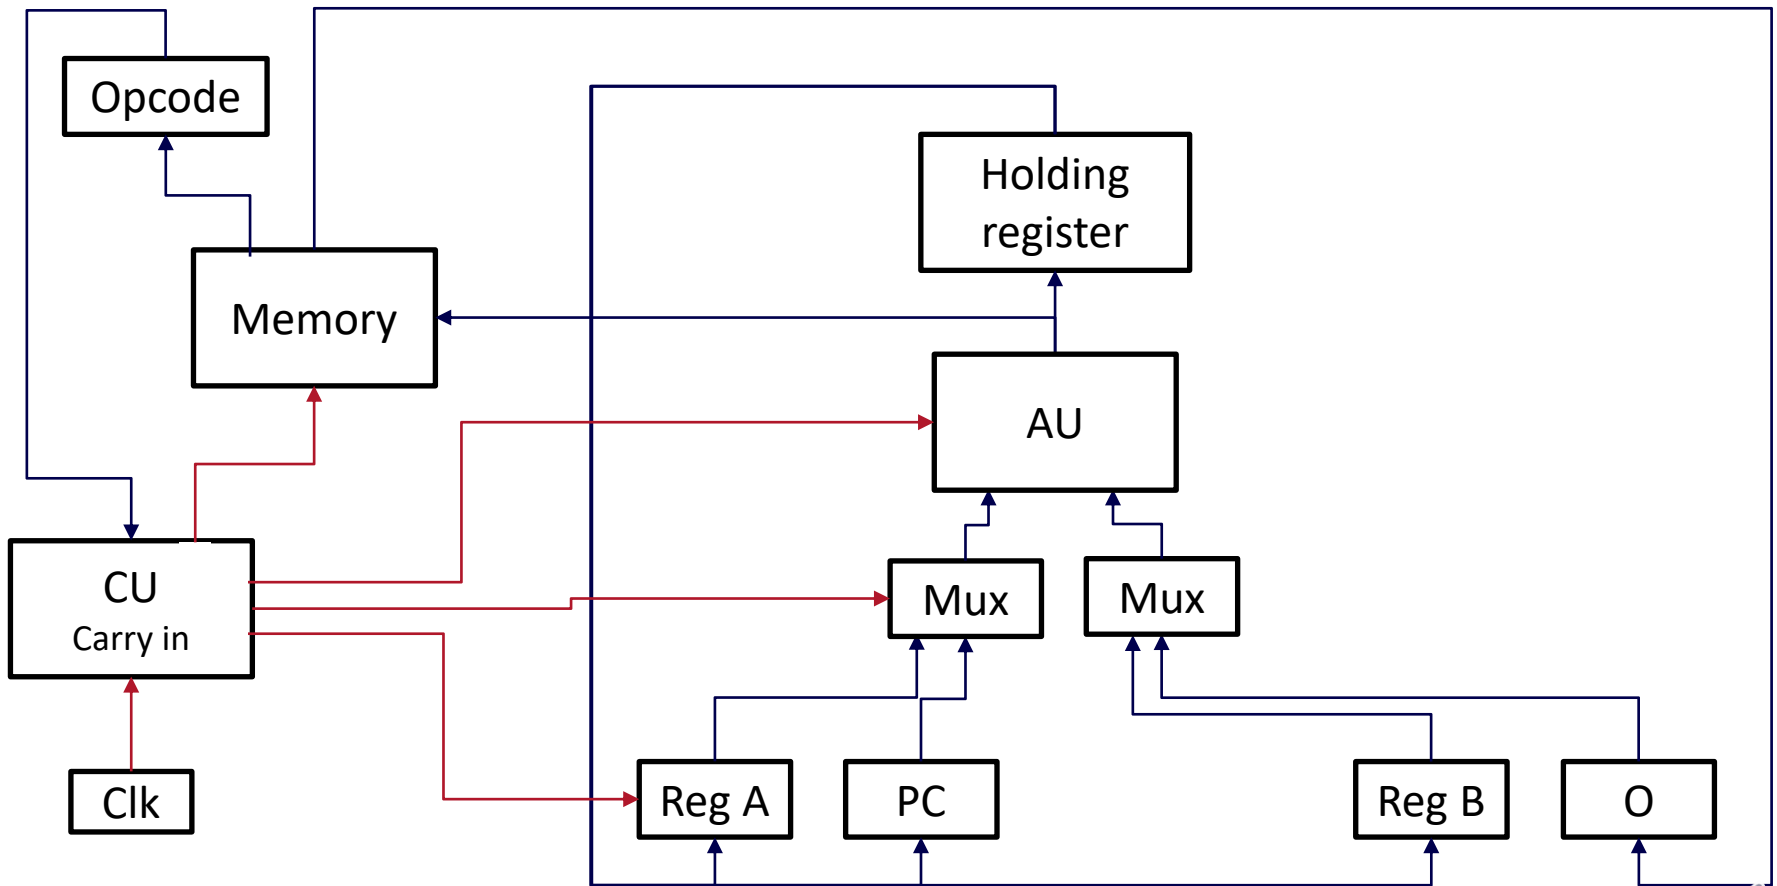 Opcode
Holding
register
Memory
AU
CU
Carry in
Mux
Mux
Clk
Reg A
PC
Reg B
O